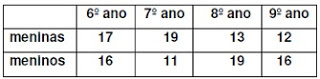 6º ano 7º ano 8º ano 9º ano
meninas 17 19 13 12
meninos 16 11 19 16